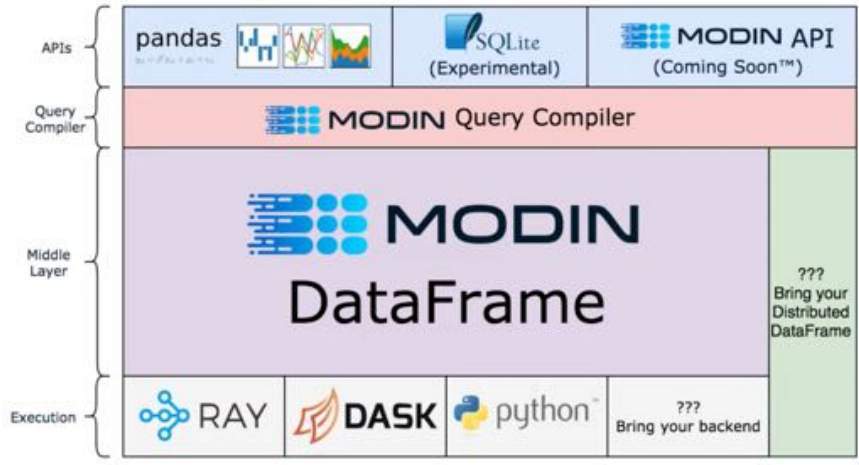 APIs
pandas
SQLite
(Experimental)
MODIN API
(Coming Soon™)
Query
Compiler
MODIN Query Compiler
Middle
Layer
MODIN
DataFrame
???
Bring your
Distributed
DataFrame
Execution
RAY
DASK
python™
???
Bring your backend